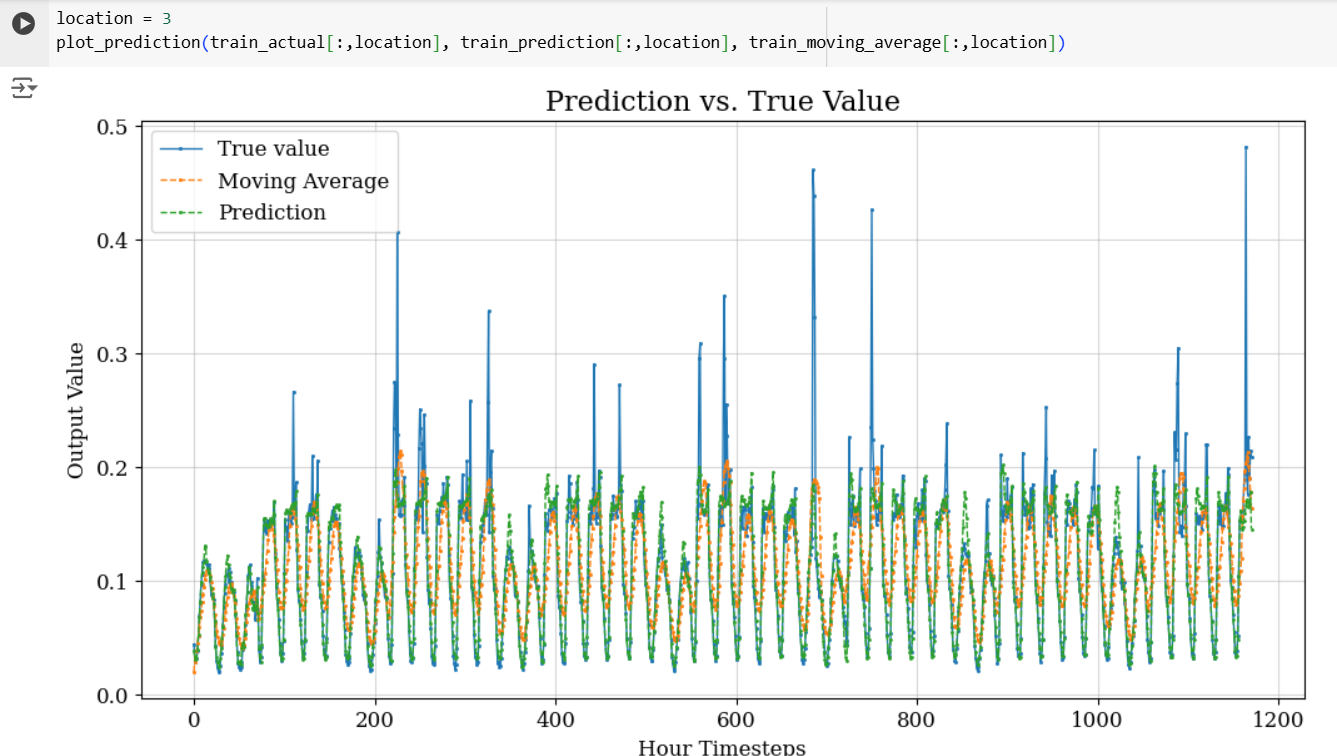 location = 3
plot_prediction(train_actual[:,location], train_prediction[:,location], train_moving_average[:,location])
Prediction vs. True Value
True value
Moving Average
Prediction
Output Value
0.5
0.4
0.3
0.2
0.1
0.0
0 200 400 600 800 1000 1200
Hour Timesteps